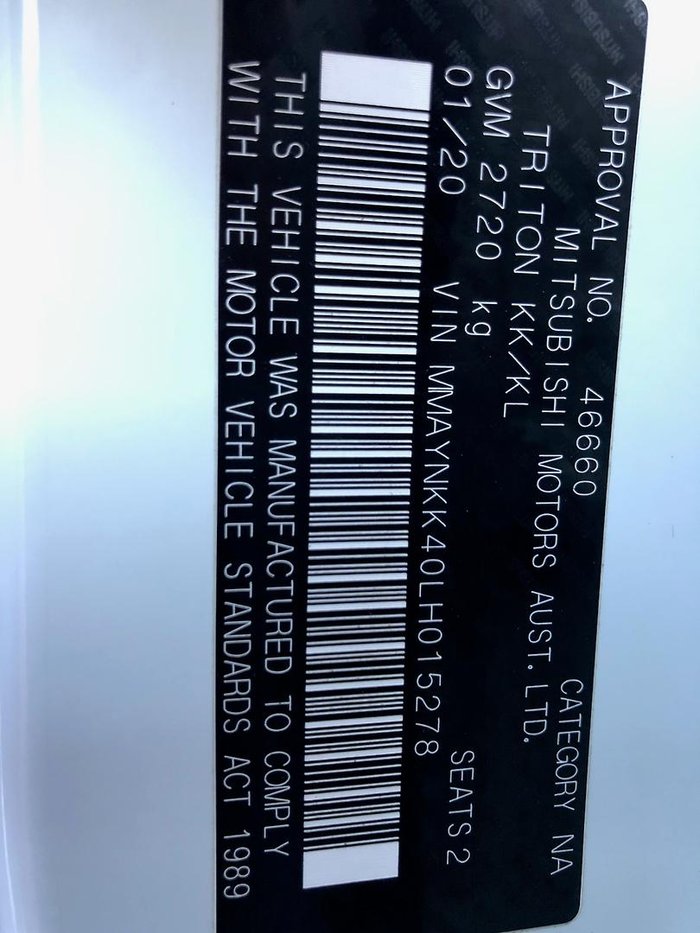 APPROVAL NO. 46660 CATEGORY NA
MITSUBISHI MOTORS AUST. LTD.
TRITON KK/KL
GVM 2720 kg SEATS 2
01/20 VIN MMAYNKK40LH015278
THIS VEHICLE WAS MANUFACTURED TO COMPLY
WITH THE MOTOR VEHICLE STANDARDS ACT 1989